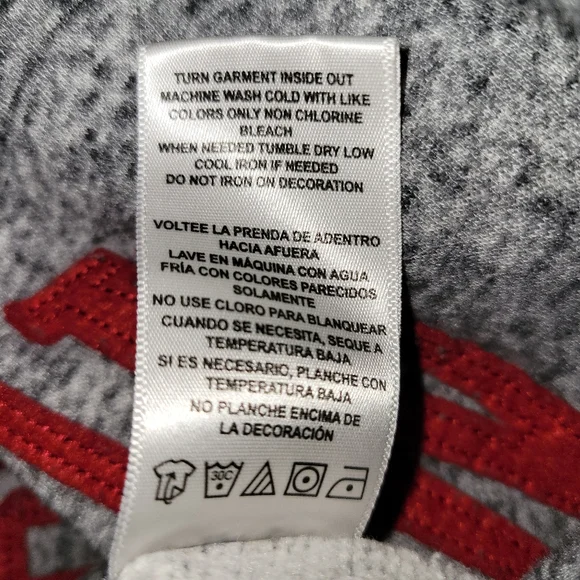 TURN GARMENT INSIDE OUT
MACHINE WASH COLD WITH LIKE
COLORS ONLY NON CHLORINE
BLEACH
WHEN NEEDED TUMBLE DRY LOW
COOL IRON IF NEEDED
DO NOT IRON ON DECORATION
VOLTEE LA PRENDA DE ADENTRO
HACIA AFUERA
LAVE EN MÁQUINA CON AGUA
FRÍA CON COLORES PARECIDOS
SOLAMENTE
NO USE CLORO PARA BLANQUEAR
CUANDO SE NECESITA, SEQUE A
TEMPERATURA BAJA
SI ES NECESARIO, PLANCHE CON
TEMPERATURA BAJA
NO PLANCHE ENCIMA DE
LA DECORACIÓN
30C